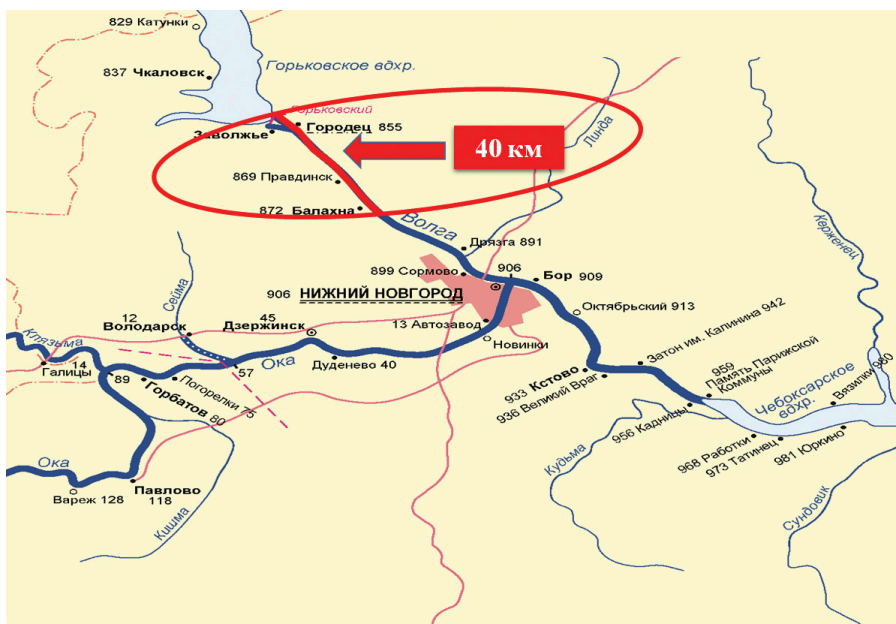 829 Катунки
837 Чкаловск
Горьковское вдхр.
Горьковский
Городец 855
Заволжье
40 км
Линда
869 Правдинск
872 Балахна
Волга
Дрязга 891
Керженец
899 Сормово
906
Бор 909
906 НИЖНИЙ НОВГОРОД
Октябрьский 913
Сейма
12
Володарск
45
Дзержинск
13 Автозавод
Новинки
Клязьма
14
Галицы
89
57
Ока
Дуденево 40
Горбатов 80
Погорелки 75
Затон им. Калинина 942
933 Кстово
936 Великий Враг
959
Память Парижской
Коммуны
Чебоксарское
вдхр.
Вязилки 980
956 Кадницы
968 Работки
973 Татинец
981 Юркино
Кудьма
Сундовик
Ока
Вареж 128
Павлово
118
Кишма